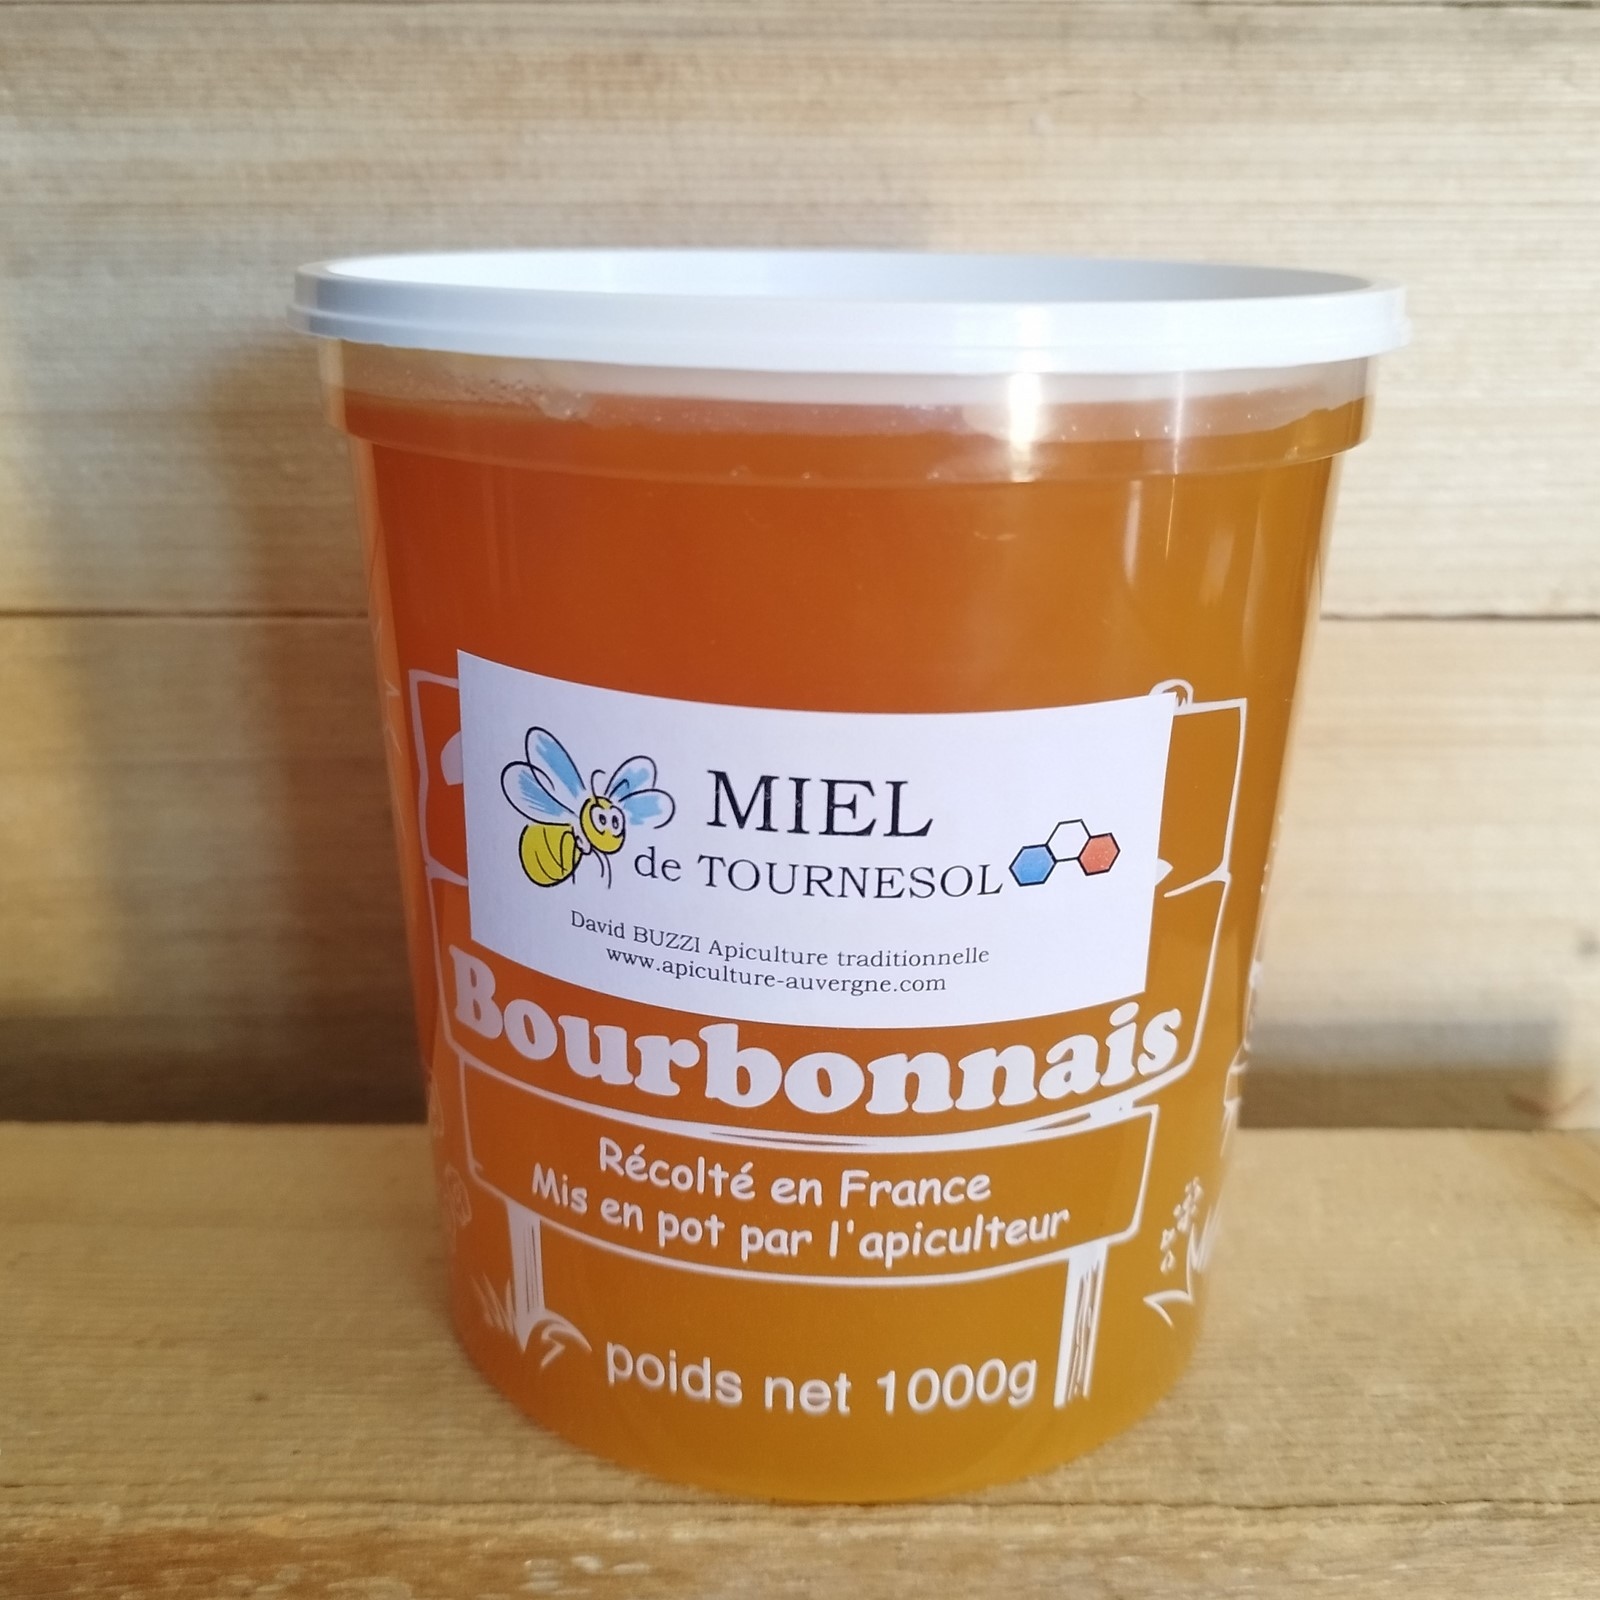 MIEL
de TOURNESOL
David BUZZI Apiculture traditionnelle
www.apiculture-auvergne.com
Bourbonnais
Récolté en France
Mis en pot par l'apiculteur
poids net 1000g